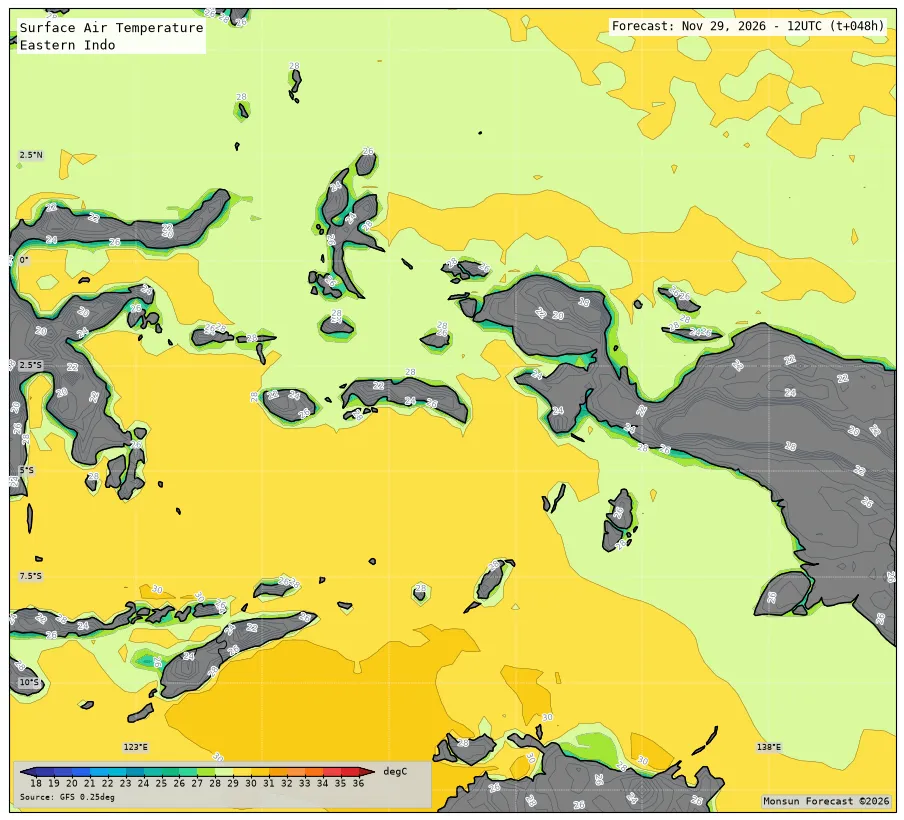 Surface Air Temperature
Eastern Indo
Forecast: Nov 29, 2026 - 12UTC (t+048h)
2.5°N
0°
2.5°S
5°S
7.5°S
10°S
123°E
138°E
degC
18 19 20 21 22 23 24 25 26 27 28 29 30 31 32 33 34 35 36
Source: GFS 0.25deg
Monsun Forecast ©2026